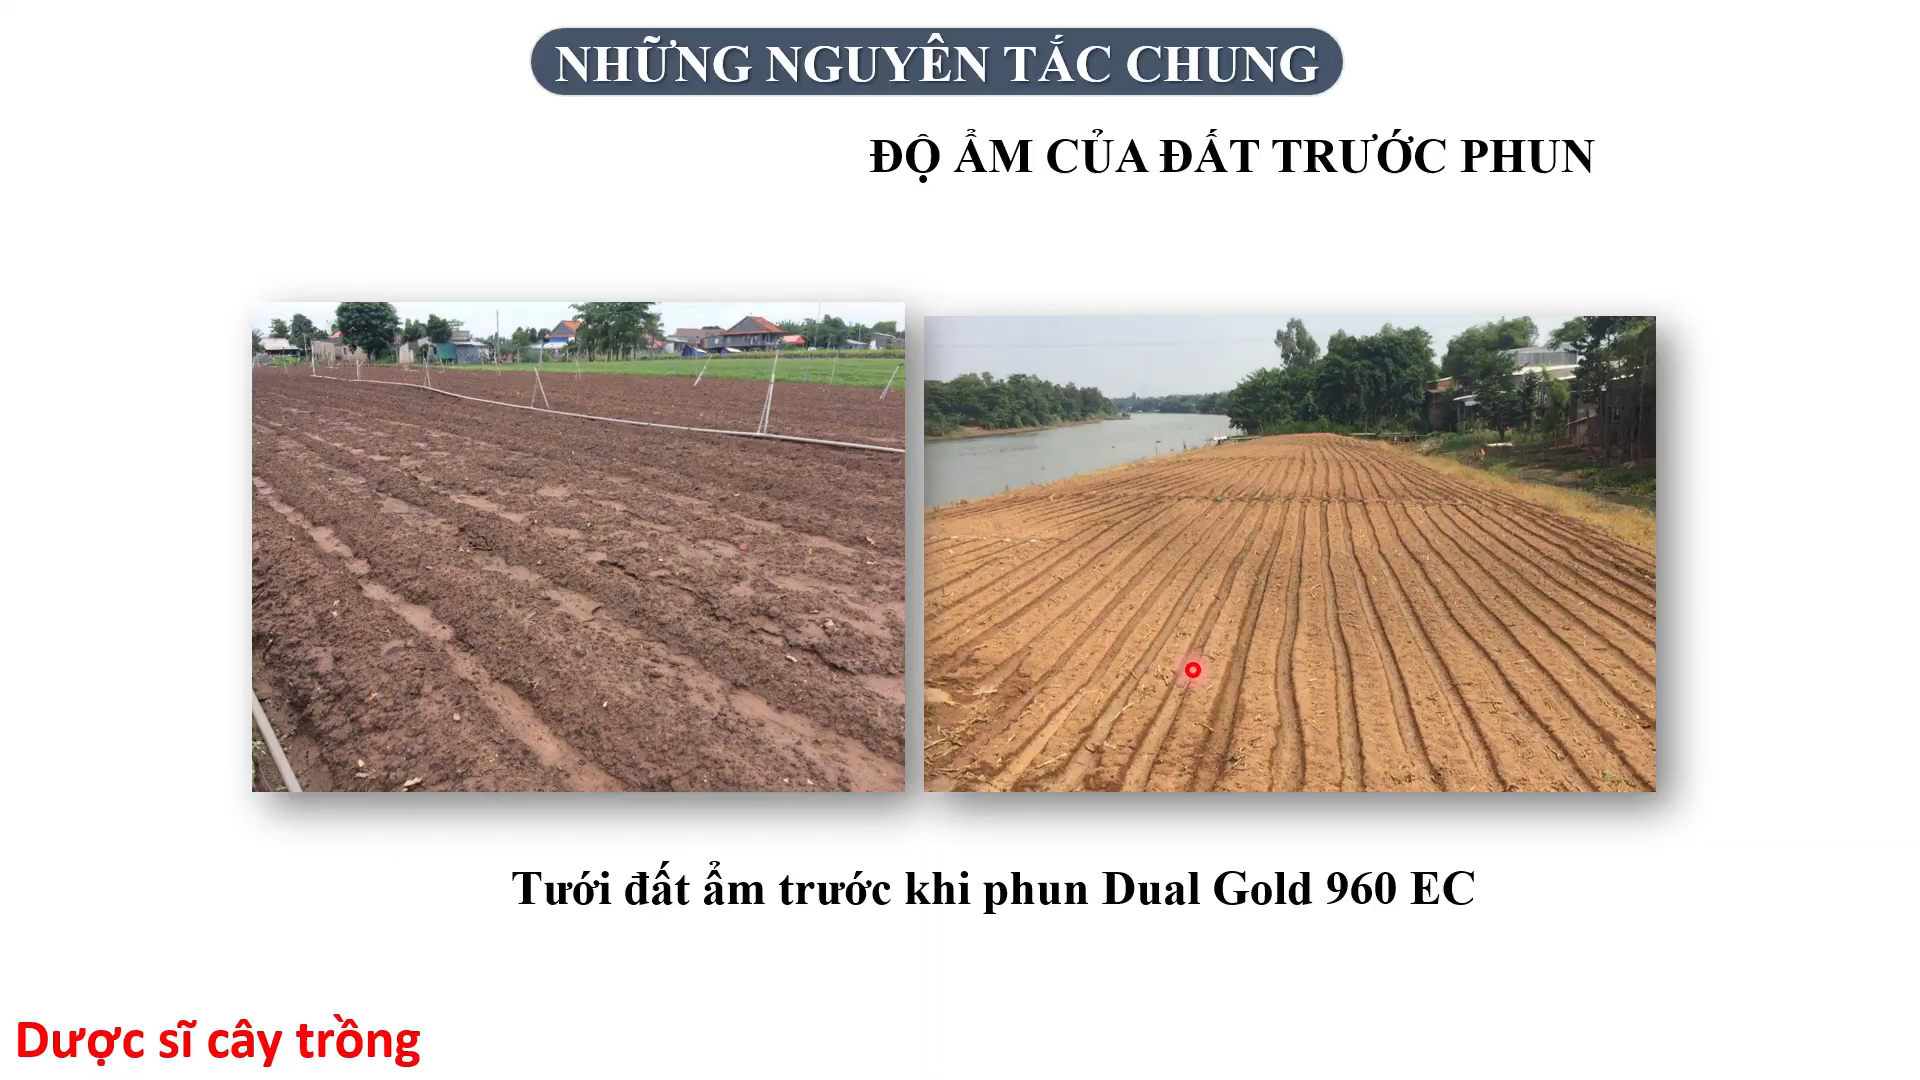 NHỮNG NGUYÊN TẮC CHUNG
ĐỘ ẨM CỦA ĐẤT TRƯỚC PHUN
Tưới đất ẩm trước khi phun Dual Gold 960 EC
Dược sĩ cây trồng